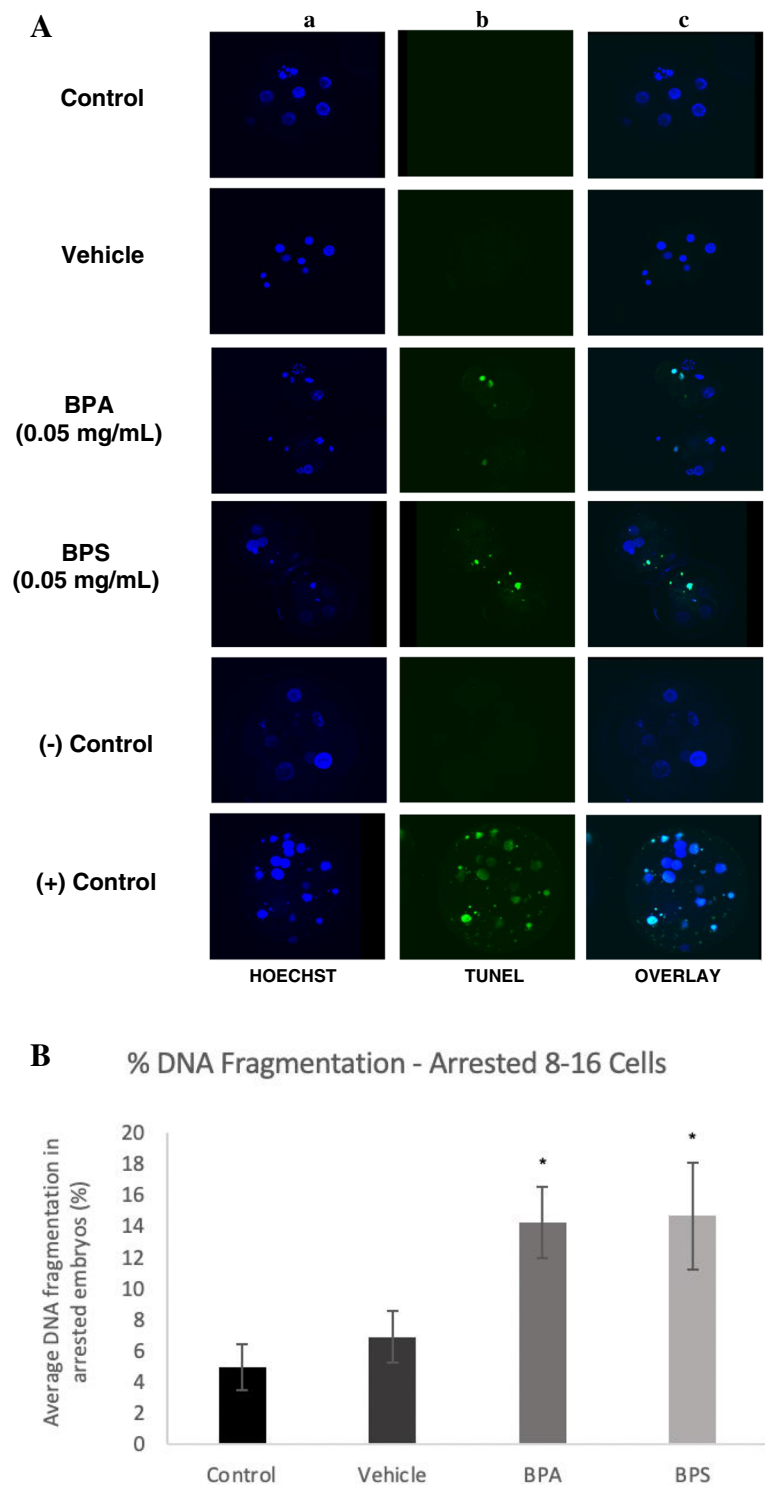 A
a b c
Control
Vehicle
BPA
(0.05 mg/mL)
BPS
(0.05 mg/mL)
(-) Control
(+) Control
HOECHST TUNEL OVERLAY
B
% DNA Fragmentation - Arrested 8-16 Cells
Average DNA fragmentation in
arrested embryos (%)
20
18
16
14
12
10
8
6
4
2
0
* *
Control Vehicle BPA BPS